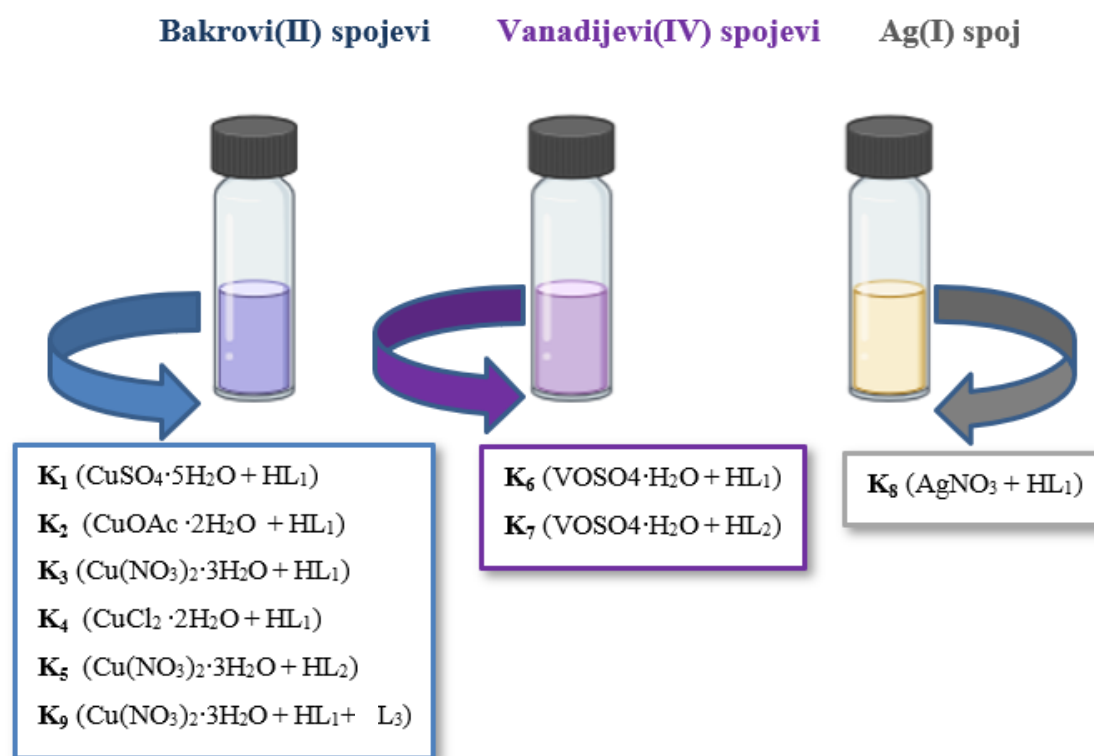 Bakrovi(II) spojevi
Vanadijevi(IV) spojevi
Ag(I) spoj
K₁ (CuSO₄·5H₂O + HL₁)
K₂ (CuOAc ·2H₂O + HL₁)
K₃ (Cu(NO₃)₂·3H₂O + HL₁)
K₄ (CuCl₂ ·2H₂O + HL₁)
K₅ (Cu(NO₃)₂·3H₂O + HL₂)
K₉ (Cu(NO₃)₂·3H₂O + HL₁+ L₃)
K₆ (VOSO4·H₂O + HL₁)
K₇ (VOSO4·H₂O + HL₂)
K₈ (AgNO₃ + HL₁)